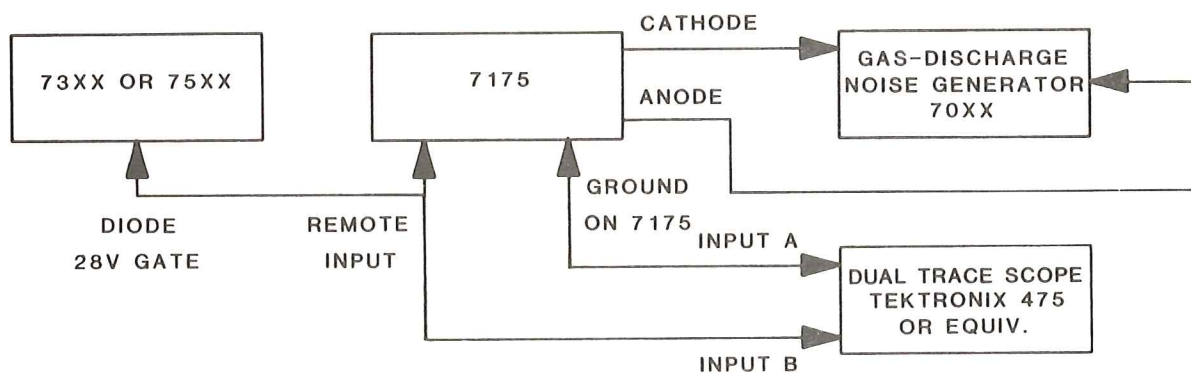 73XX OR 75XX
DIODE
28V GATE
7175
REMOTE
INPUT
GROUND
ON 7175
CATHODE
ANODE
GAS-DISCHARGE
NOISE GENERATOR
70XX
INPUT A
INPUT B
DUAL TRACE SCOPE
TEKTRONIX 475
OR EQUIV.